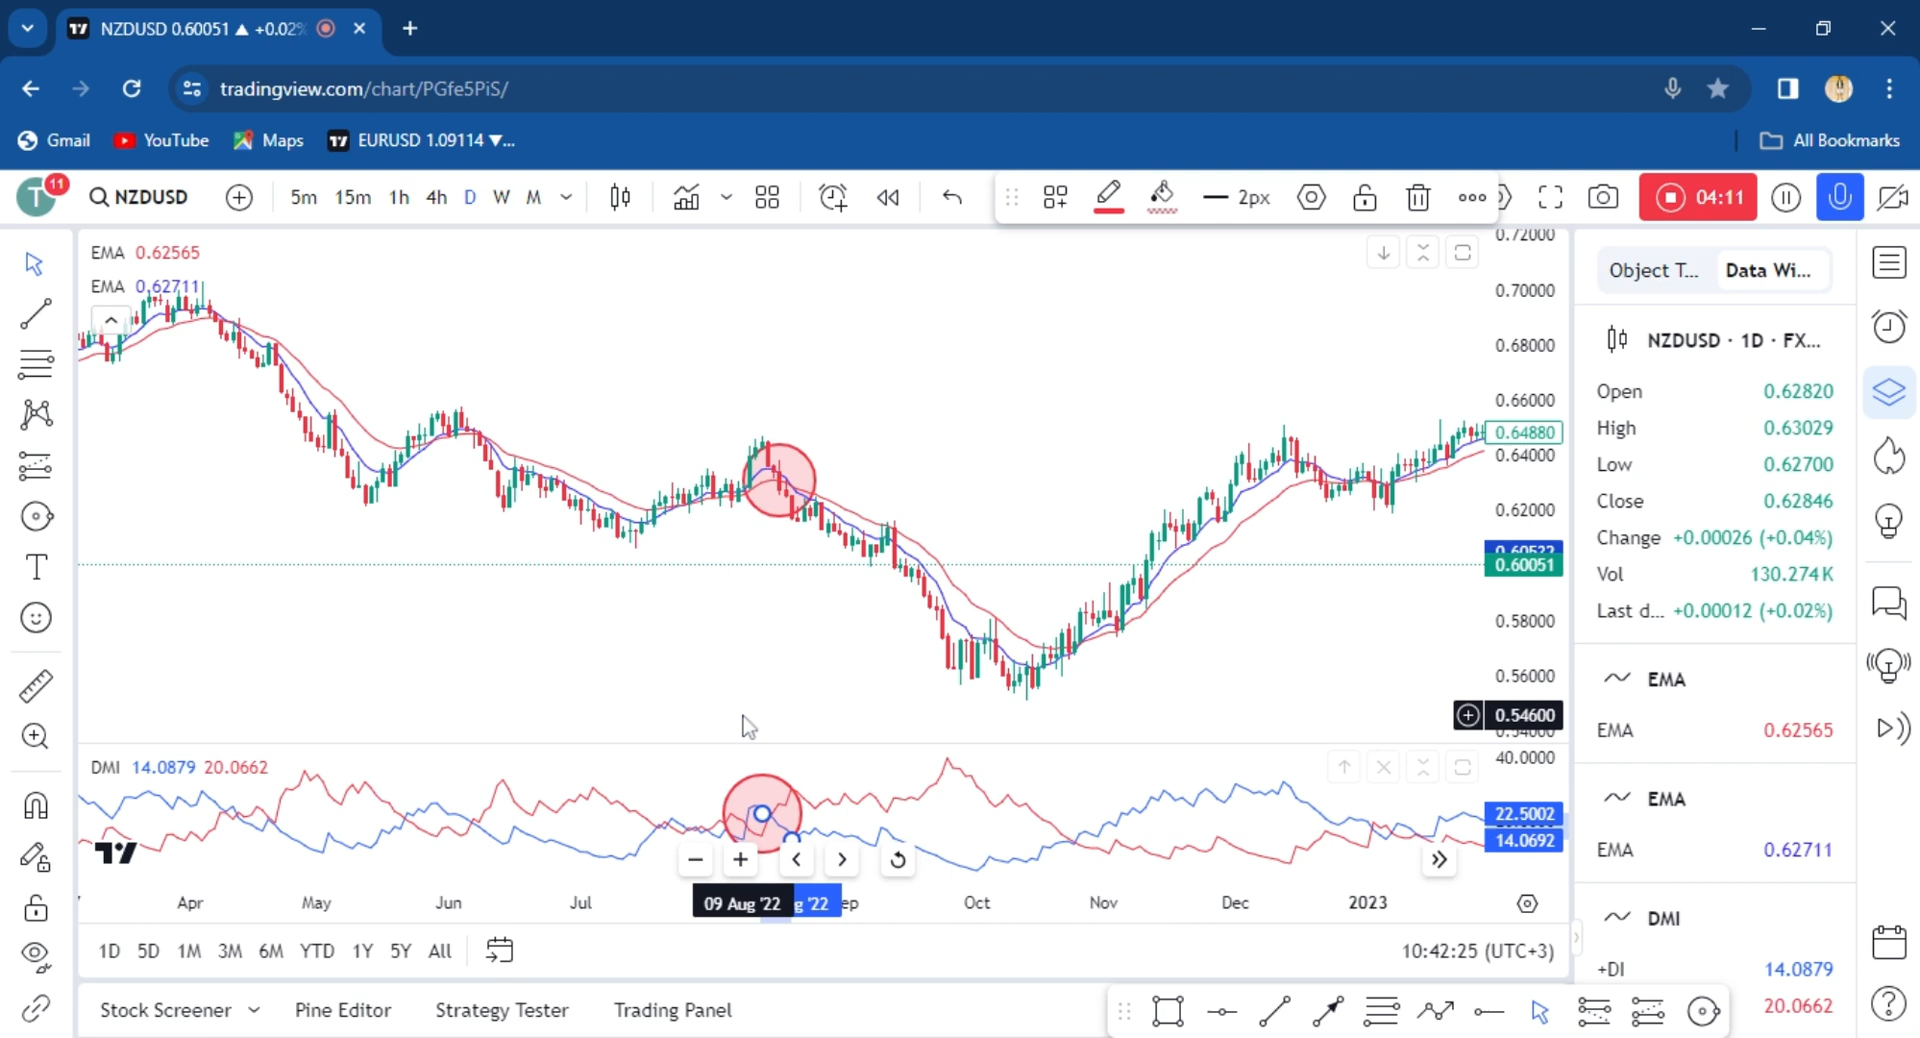 NZDUSD 0.60051 ▲ +0.02%
tradingview.com/chart/PGfe5PiS/
Gmail YouTube Maps EURUSD 1.09114 ▼... All Bookmarks
T 11 NZDUSD 5m 15m 1h 4h D W M 2px 04:11
EMA 0.62565
EMA 0.62711
0.72000
0.70000
0.68000
0.66000
0.64880
0.64000
0.62000
0.60522
0.60051
0.58000
0.56000
0.54600
0.54000
DMI 14.0879 20.0662
40.0000
22.5002
14.0692
Apr May Jun Jul 09 Aug '22 g '22 ep Oct Nov Dec 2023
1D 5D 1M 3M 6M YTD 1Y 5Y All 10:42:25 (UTC+3)
Stock Screener Pine Editor Strategy Tester Trading Panel
Object T... Data Wi...
NZDUSD · 1D · FX...
Open 0.62820
High 0.63029
Low 0.62700
Close 0.62846
Change +0.00026 (+0.04%)
Vol 130.274K
Last d... +0.00012 (+0.02%)
EMA
EMA 0.62565
EMA
EMA 0.62711
DMI
+DI 14.0879
20.0662